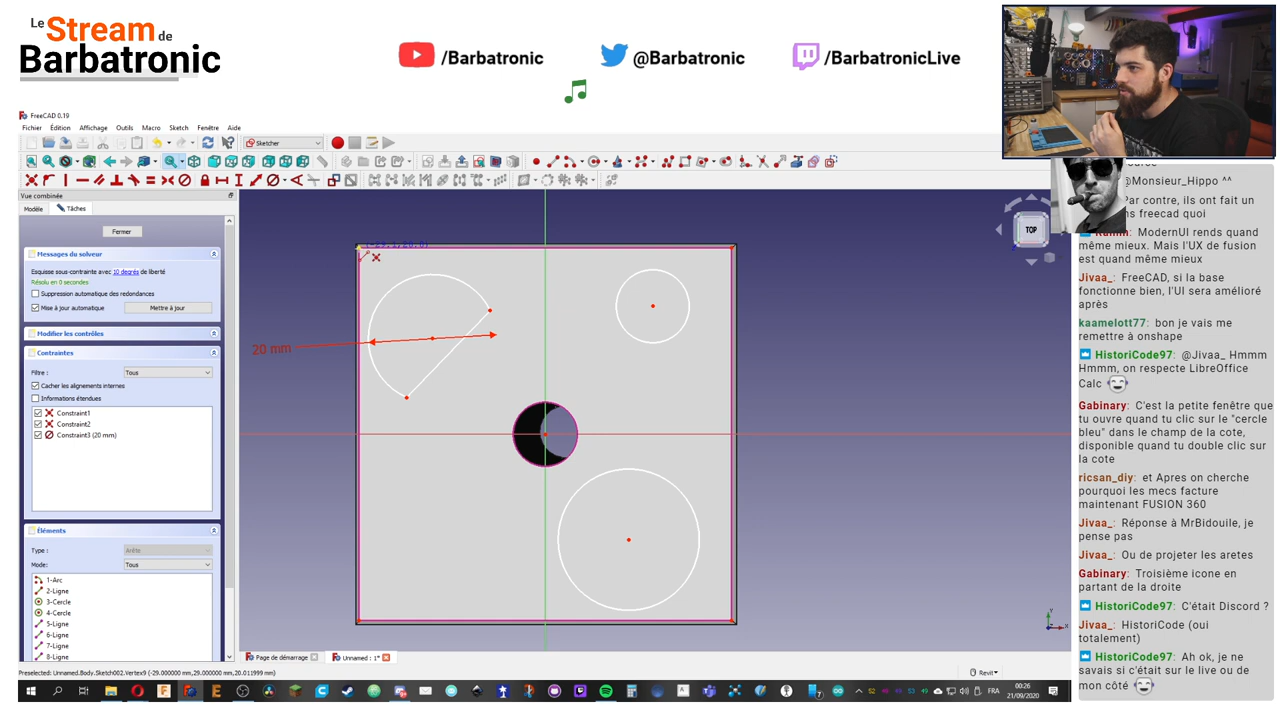 Le
Stream de
Barbatronic
/Barbatronic
@Barbatronic
/BarbatronicLive
FreeCAD 0.19
Fichier Édition Affichage Outils Macro Sketch Fenêtre Aide
Sketcher
Vue combinée
Modèle Tâches
Fermer
Messages du solveur
Esquisse sous-contrainte avec 10 degrés de liberté
Résolu en 0 secondes
Suppression automatique des redondances
Mise à jour automatique
Mettre à jour
Modifier les contrôles
Contraintes
Filtre : Tous
Cacher les alignements internes
Informations étendues
Constraint1
Constraint2
Constraint3 (20 mm)
Éléments
Type : Arête
Mode: Tous
1-Arc
2-Ligne
3-Cercle
4-Cercle
5-Ligne
6-Ligne
7-Ligne
8-Ligne
20 mm
TOP
Y
X
Page de démarrage
Unnamed : 1*
Preselected: Unnamed.Body.Sketch002.Vertex9 (-29.000000 mm,29.000000 mm,20.011999 mm)
Revit
FRA
00:26
21/09/2020
@Monsieur_Hippo ^^
Par contre, ils ont fait un
freecad quoi
ModernUI rends quand
même mieux. Mais l'UX de fusion
est quand même mieux
Jivaa_: FreeCAD, si la base
fonctionne bien, l'UI sera amélioré
après
kaamelott77: bon je vais me
remettre à onshape
HistoriCode97: @Jivaa_ Hmmm
Hmmm, on respecte LibreOffice
Calc
Gabinary: C'est la petite fenêtre que
tu ouvre quand tu clic sur le "cercle
bleu" dans le champ de la cote,
disponible quand tu double clic sur
la cote
ricsan_diy: et Apres on cherche
pourquoi les mecs facture
maintenant FUSION 360
Jivaa_: Réponse à MrBidouile, je
pense pas
Jivaa_: Ou de projeter les aretes
Gabinary: Troisième icone en
partant de la droite
HistoriCode97: C'était Discord ?
Jivaa_: HistoriCode (oui
totalement)
HistoriCode97: Ah ok, je ne
savais si c'était sur le live ou de
mon côté